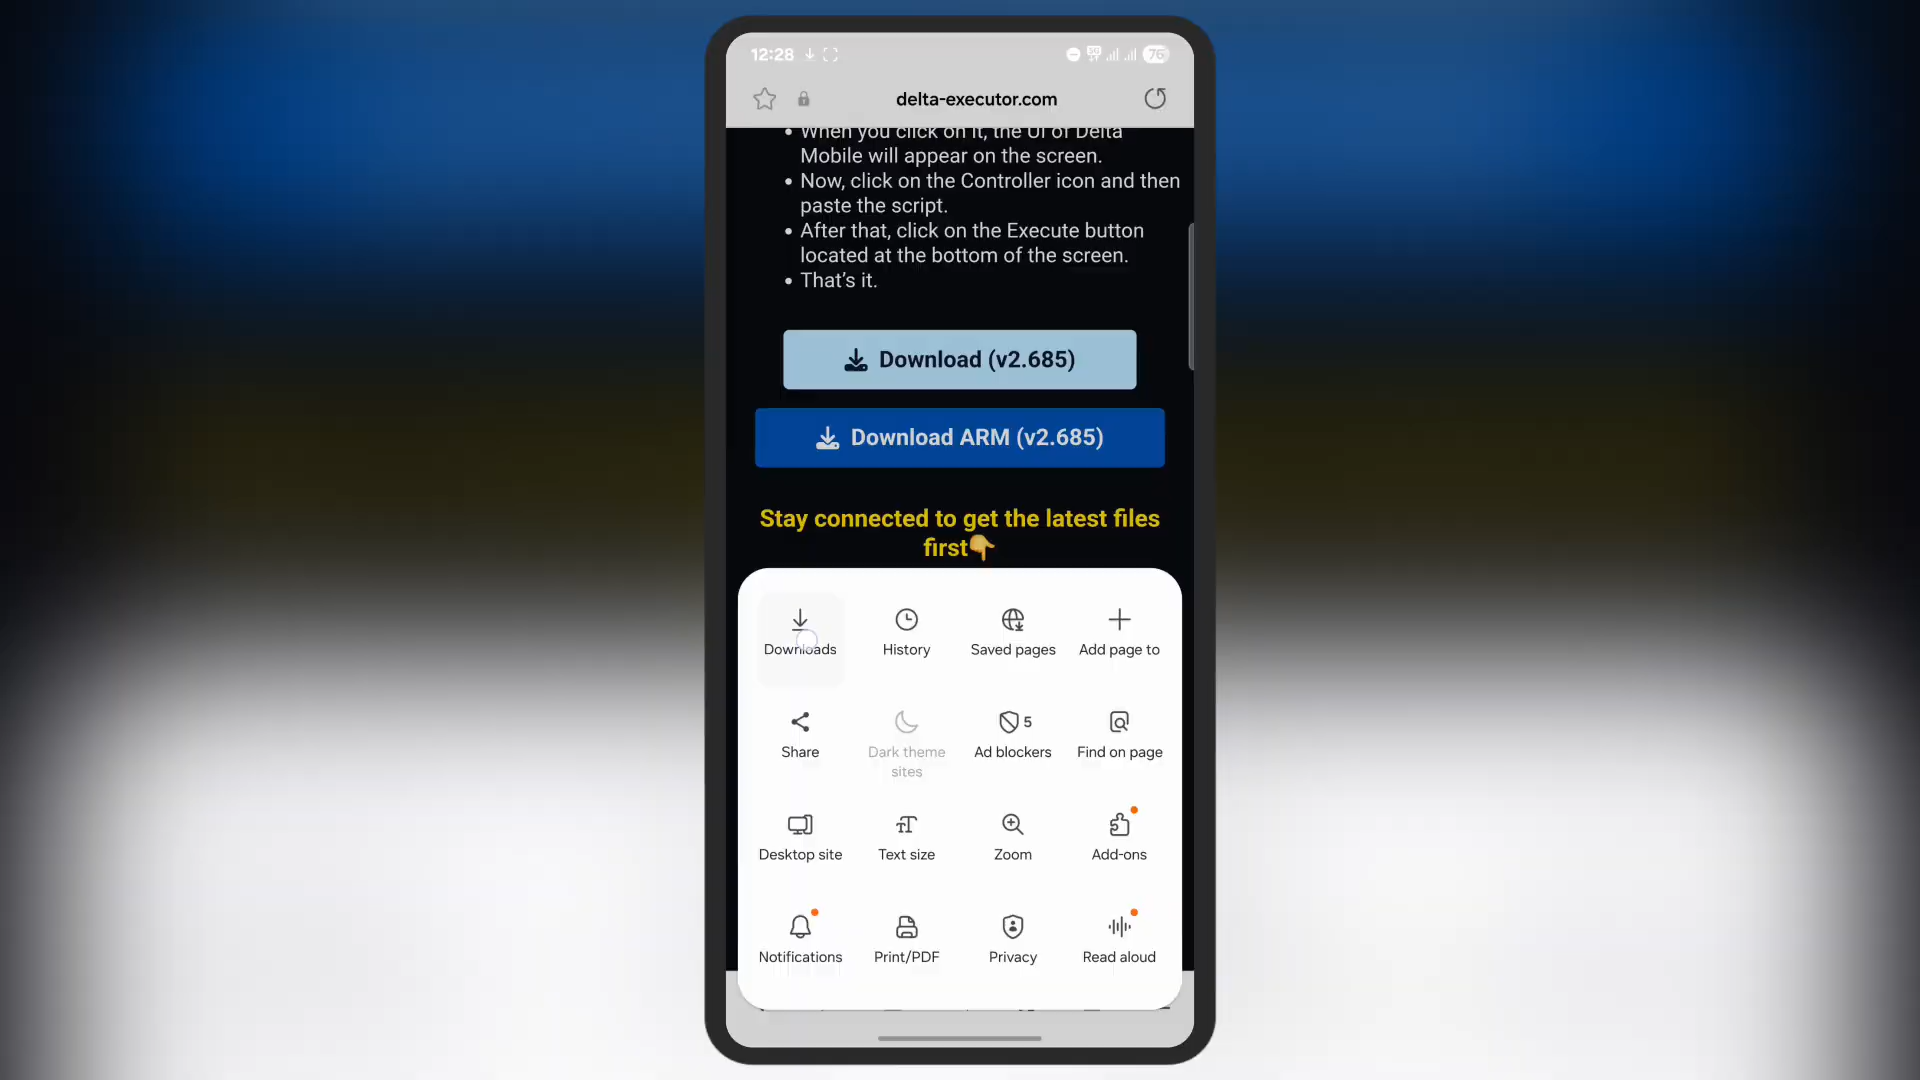 12:28
5G
76
delta-executor.com
When you click on it, the UI of Delta
Mobile will appear on the screen.
Now, click on the Controller icon and then
paste the script.
After that, click on the Execute button
located at the bottom of the screen.
That’s it.
Download (v2.685)
Download ARM (v2.685)
Stay connected to get the latest files
first👇
Downloads
History
Saved pages
Add page to
Share
Dark theme
sites
5
Ad blockers
Find on page
Desktop site
Text size
Zoom
Add-ons
Notifications
Print/PDF
Privacy
Read aloud